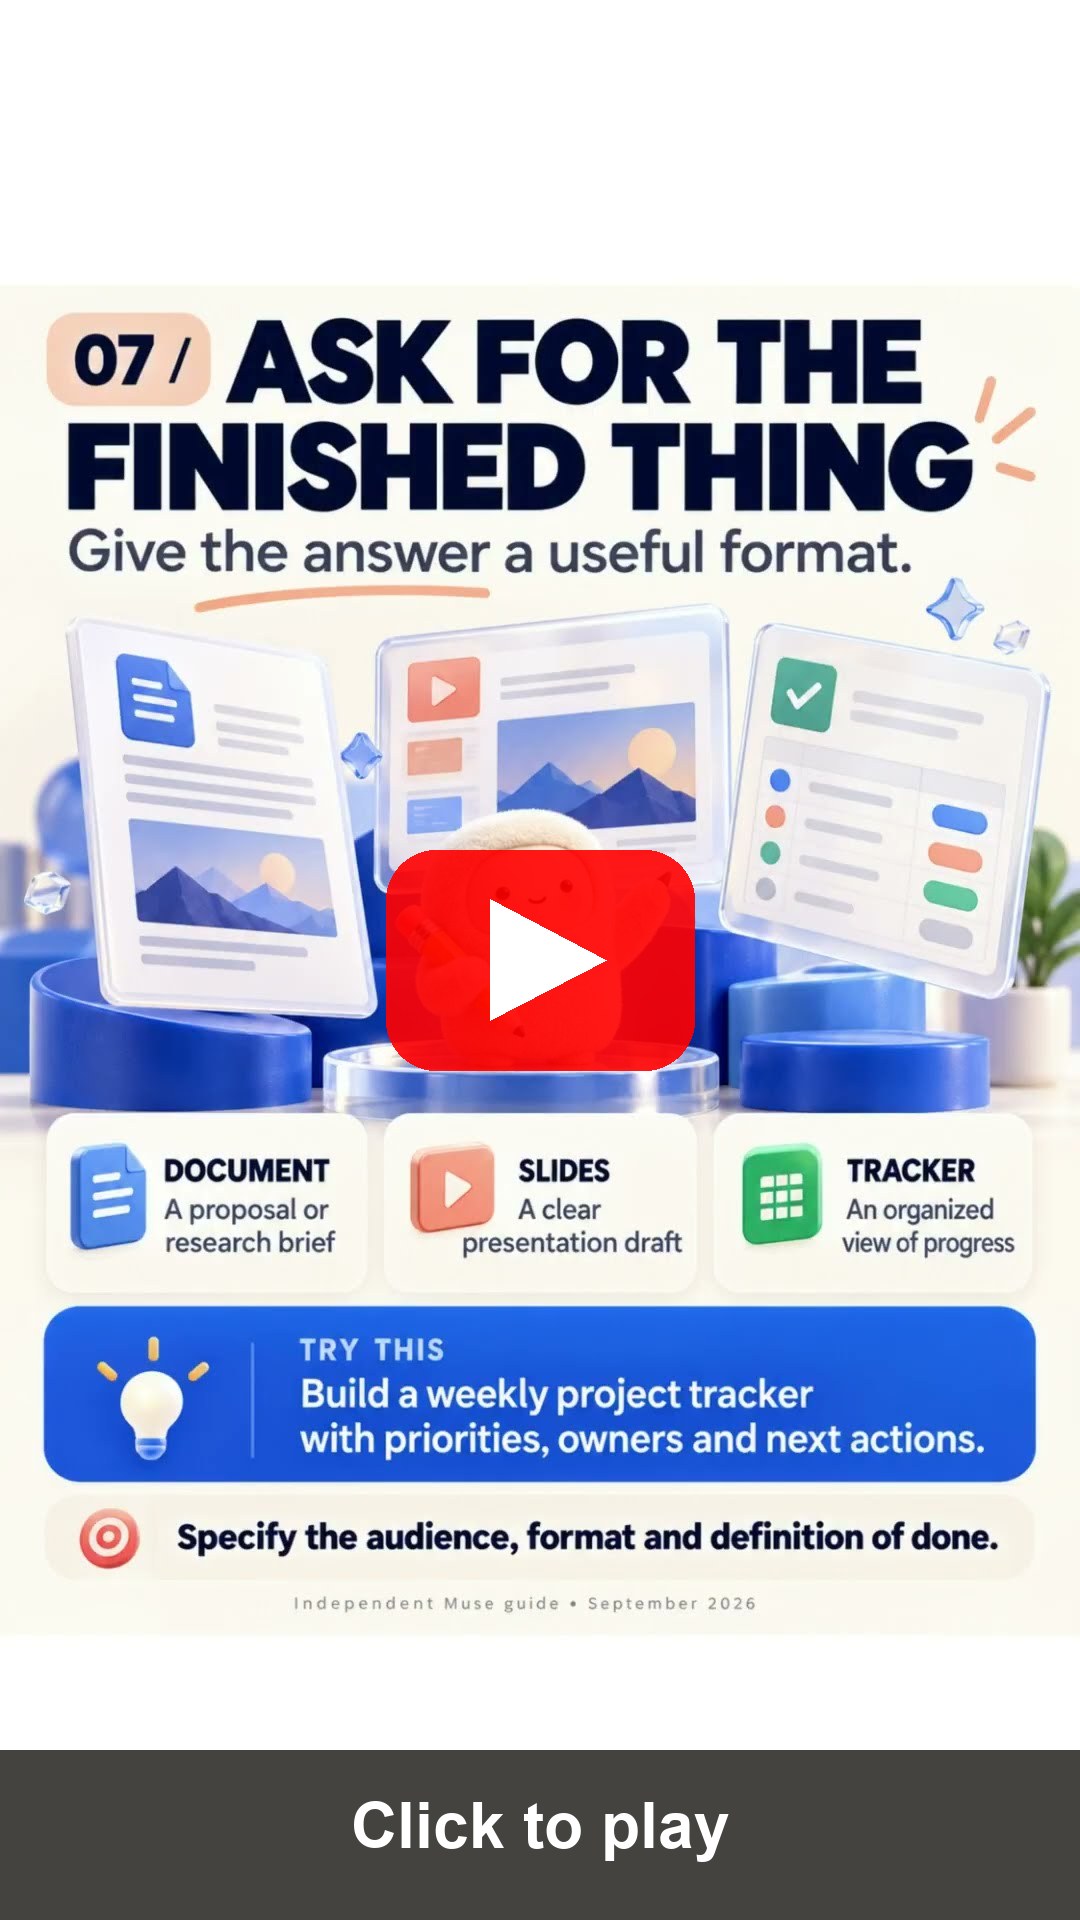 07 / ASK FOR THE
FINISHED THING
Give the answer a useful format.
DOCUMENT
A proposal or
research brief
SLIDES
A clear
presentation draft
TRACKER
An organized
view of progress
TRY THIS
Build a weekly project tracker
with priorities, owners and next actions.
Specify the audience, format and definition of done.
Independent Muse guide • September 2026
Click to play